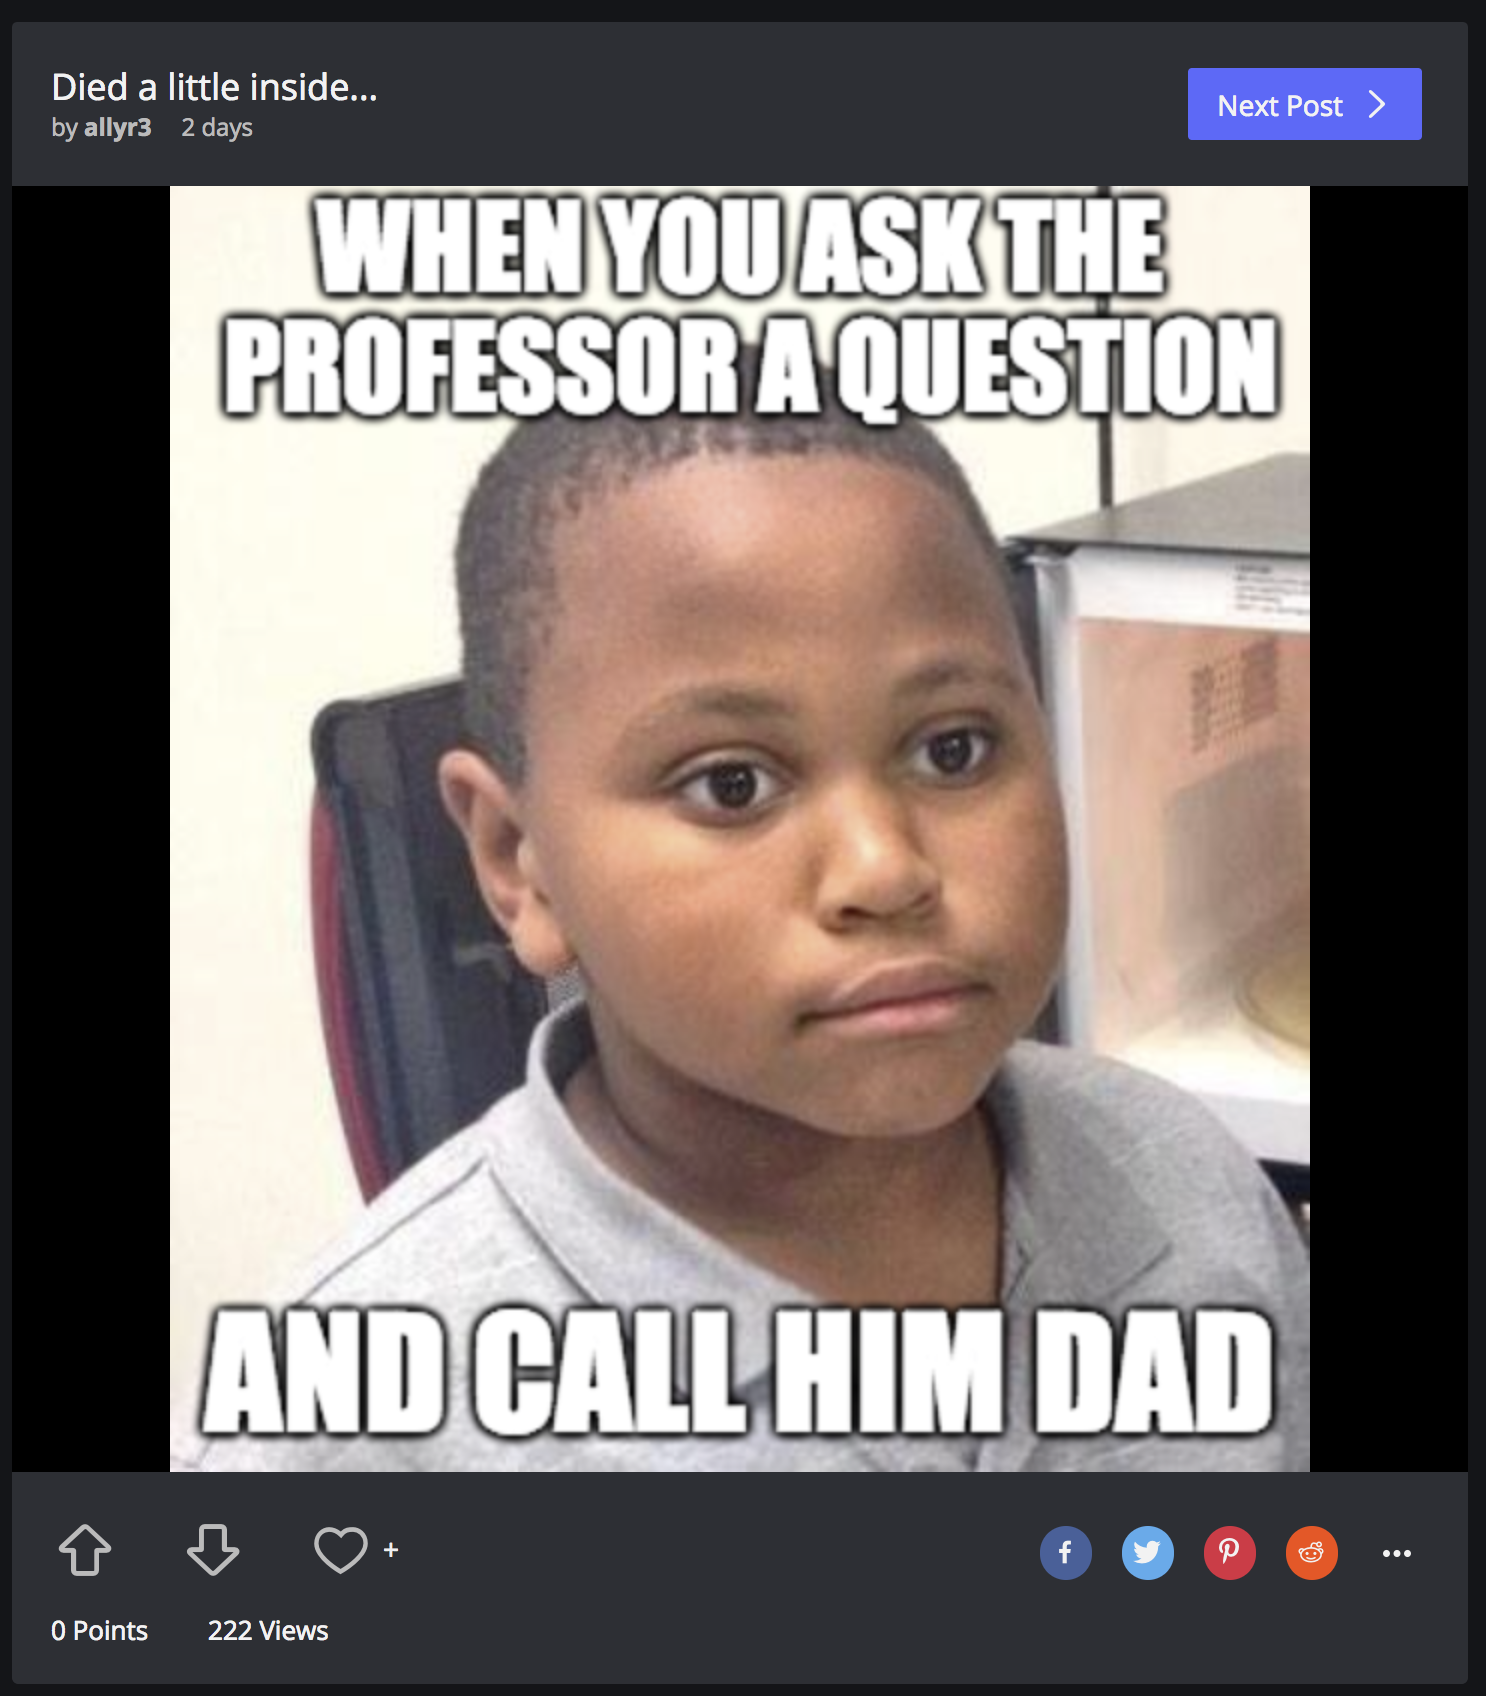 Died a little inside...
by allyr3 2 days
Next Post
WHEN YOU ASK THE
PROFESSOR A QUESTION
AND CALL HIM DAD
+
0 Points 222 Views